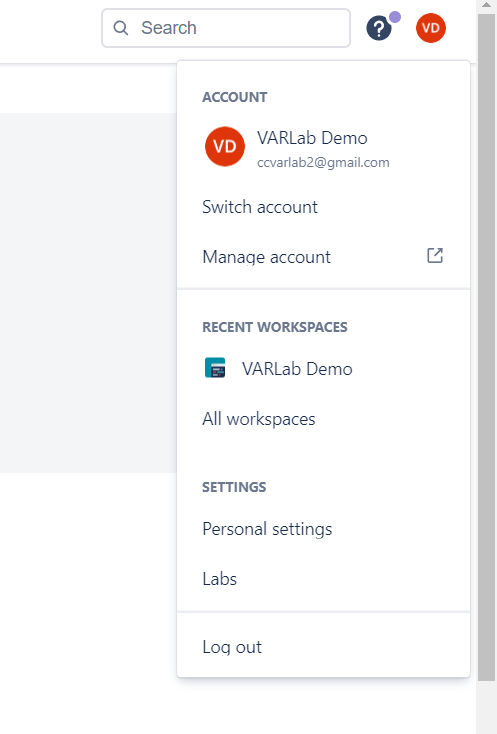 Search
?
VD
ACCOUNT
VD
VARLab Demo
ccvarlab2@gmail.com
Switch account
Manage account
RECENT WORKSPACES
VARLab Demo
All workspaces
SETTINGS
Personal settings
Labs
Log out